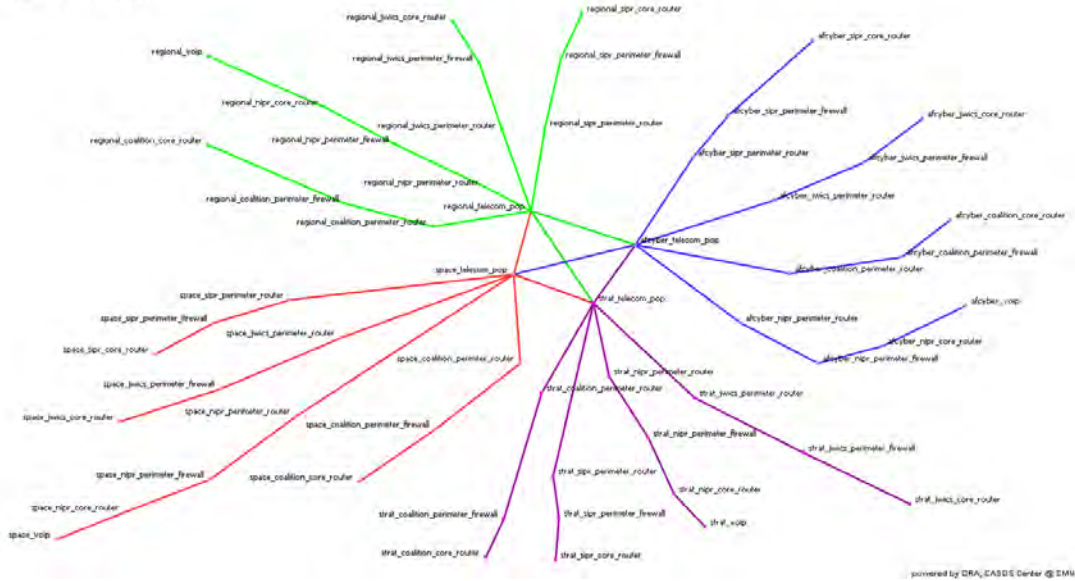 regional_sipr_core_router
regional_jwics_core_router
afcyber_sipr_core_router
regional_voip
regional_sipr_perimeter_firewall
regional_jwics_perimeter_firewall
regional_nipr_core_router
afcyber_sipr_perimeter_firewall
afcyber_jwics_core_router
regional_jwics_perimeter_router
regional_sipr_perimeter_router
regional_coalition_core_router
regional_nipr_perimeter_firewall
afcyber_sipr_perimeter_router
afcyber_jwics_perimeter_firewall
regional_nipr_perimeter_router
regional_coalition_perimeter_firewall
afcyber_jwics_perimeter_router
regional_telecom_pop
regional_coalition_perimeter_router
afcyber_coalition_core_router
afcyber_telecom_pop
afcyber_coalition_perimeter_firewall
space_telecom_pop
afcyber_coalition_perimeter_router
space_sipr_perimeter_router
strat_telecom_pop
afcyber_voip
space_sipr_perimeter_firewall
afcyber_nipr_perimeter_router
space_jwics_perimeter_router
space_sipr_core_router
afcyber_nipr_core_router
space_coalition_perimiter_router
afcyber_nipr_perimeter_firewall
strat_nipr_perimeter_router
space_jwics_perimeter_firewall
strat_coalition_perimeter_router
strat_jwics_perimeter_router
space_jwics_core_router
space_nipr_perimeter_router
space_coalition_perimeter_firewall
strat_nipr_perimeter_firewall
strat_jwics_perimeter_firewall
space_nipr_perimeter_firewall
space_coalition_core_router
strat_sipr_perimeter_router
strat_nipr_core_router
strat_jwics_core_router
space_nipr_core_router
strat_coalition_perimeter_firewall
strat_sipr_perimeter_firewall
strat_voip
space_voip
strat_coalition_core_router
strat_sipr_core_router
powered by ORA, CASOS Center @ CMU